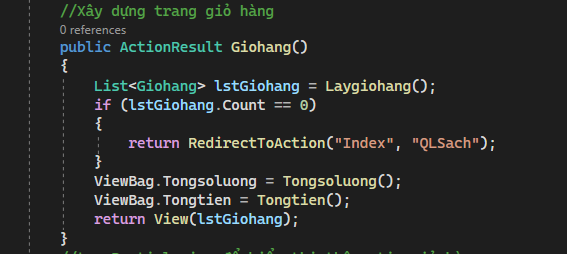 //Xây dựng trang giỏ hàng
0 references
public ActionResult Giohang()
{
List<Giohang> lstGiohang = Laygiohang();
if (lstGiohang.Count == 0)
{
return RedirectToAction("Index", "QLSach");
}
ViewBag.Tongsoluong = Tongsoluong();
ViewBag.Tongtien = Tongtien();
return View(lstGiohang);
}